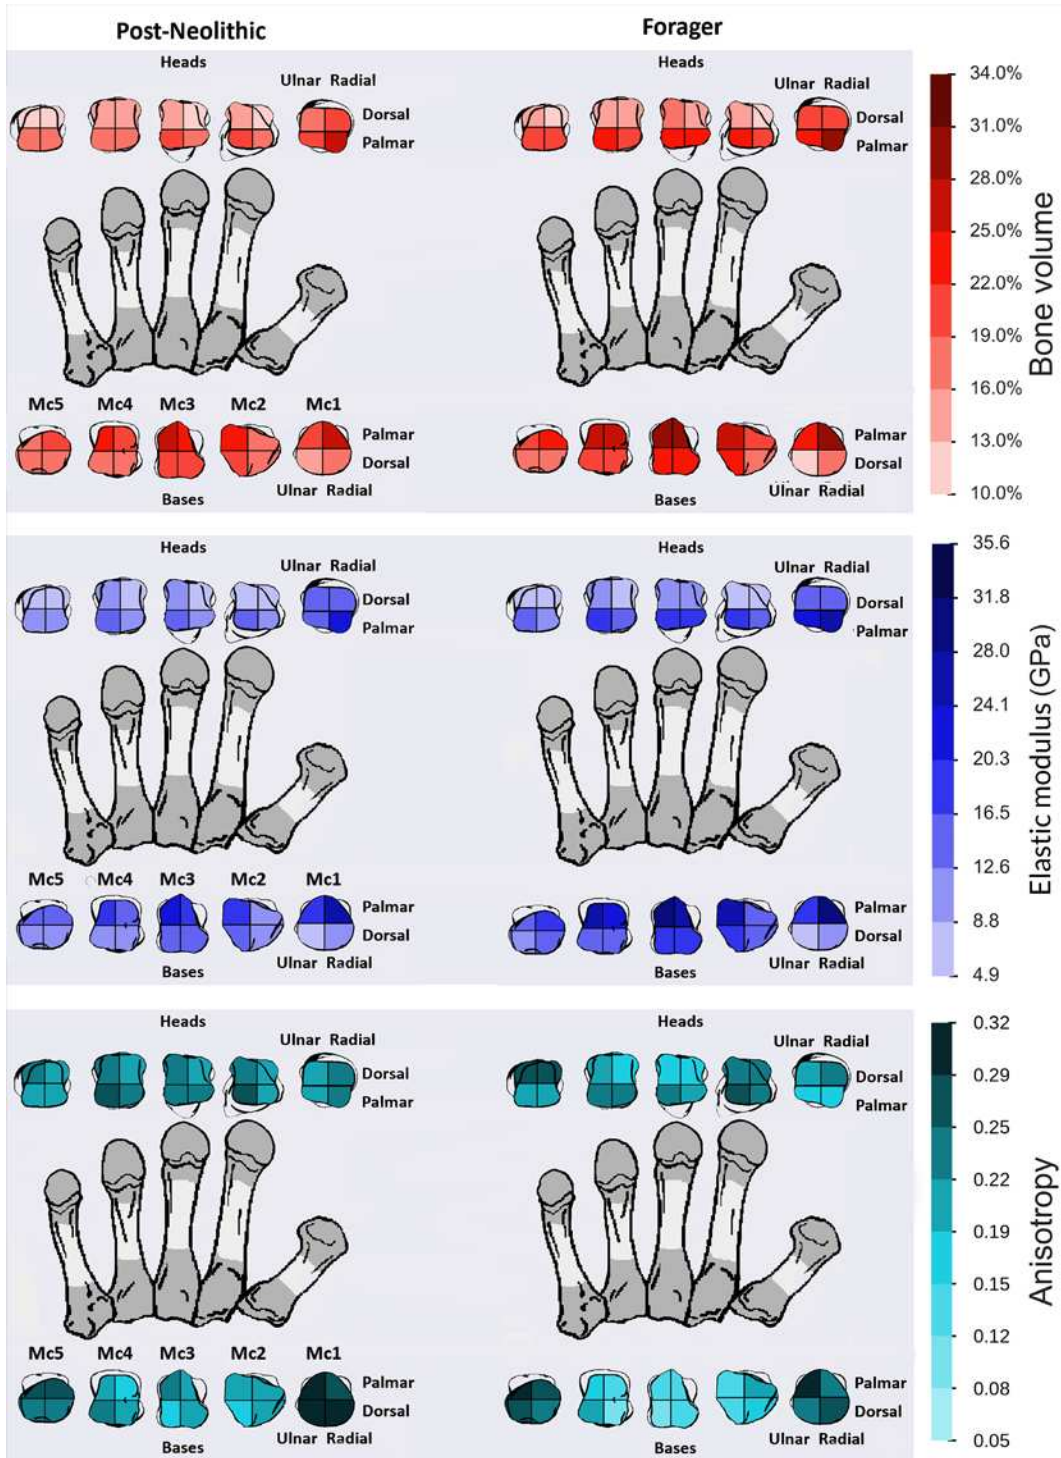 Post-Neolithic
Forager
Heads
Ulnar Radial
Dorsal
Palmar
Heads
Ulnar Radial
Dorsal
Palmar
Mc5 Mc4 Mc3 Mc2 Mc1
Palmar
Dorsal
Bases
Ulnar Radial
Palmar
Dorsal
Bases
Ulnar Radial
34.0%
31.0%
28.0%
25.0%
22.0%
19.0%
16.0%
13.0%
10.0%
Bone volume
Heads
Ulnar Radial
Dorsal
Palmar
Heads
Ulnar Radial
Dorsal
Palmar
Mc5 Mc4 Mc3 Mc2 Mc1
Palmar
Dorsal
Bases
Ulnar Radial
Palmar
Dorsal
Bases
Ulnar Radial
35.6
31.8
28.0
24.1
20.3
16.5
12.6
8.8
4.9
Elastic modulus (GPa)
Heads
Ulnar Radial
Dorsal
Palmar
Heads
Ulnar Radial
Dorsal
Palmar
Mc5 Mc4 Mc3 Mc2 Mc1
Palmar
Dorsal
Ulnar Radial
Bases
Palmar
Dorsal
Ulnar Radial
Bases
0.32
0.29
0.25
0.22
0.19
0.15
0.12
0.08
0.05
Anisotropy